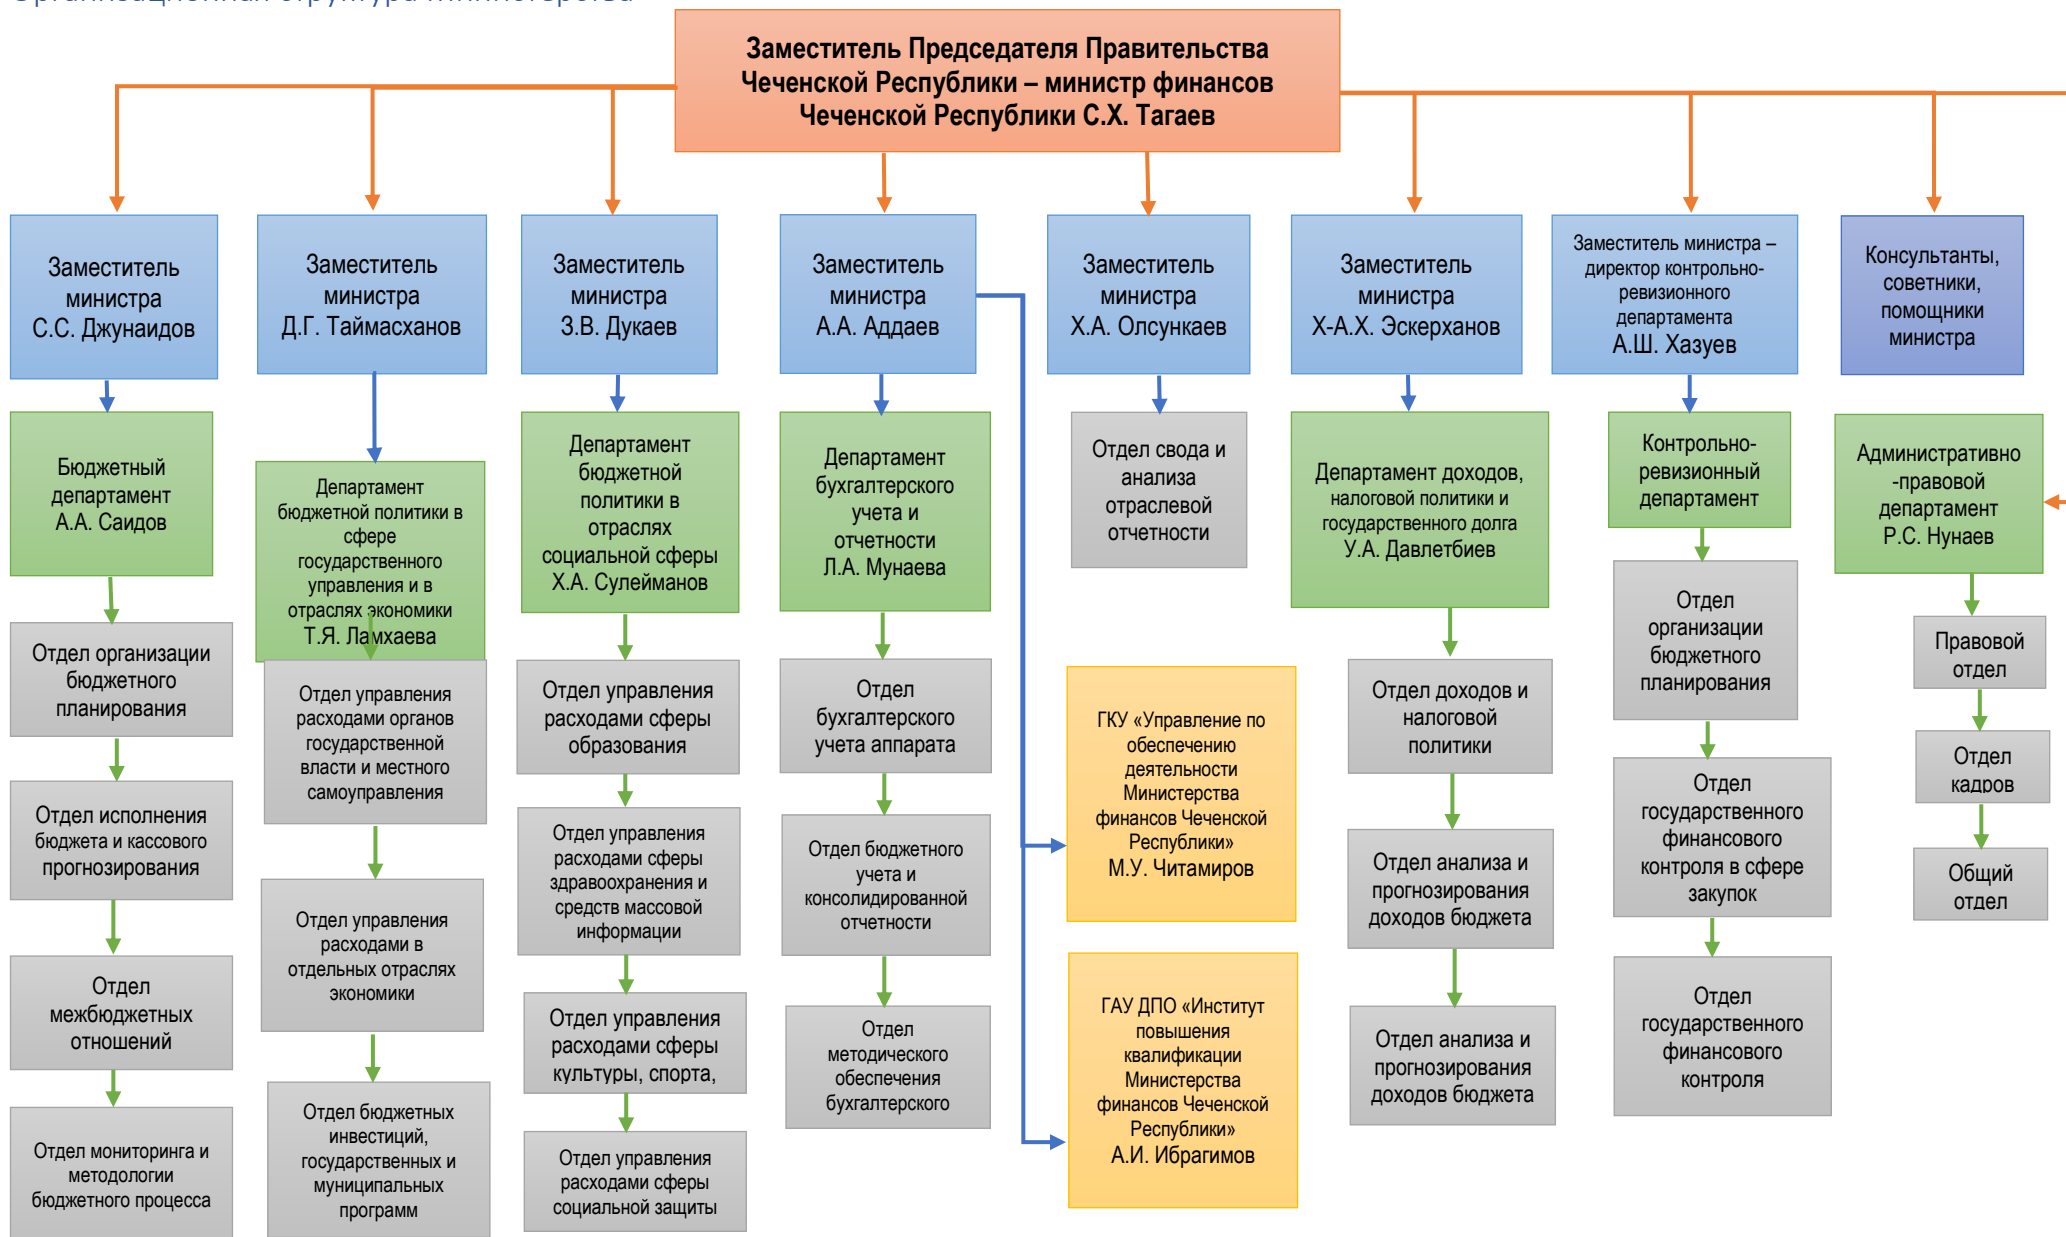 Организационная структура Министерства
Заместитель Председателя Правительства
Чеченской Республики – министр финансов
Чеченской Республики С.Х. Тагаев
Заместитель
министра
С.С. Джунаидов
Заместитель
министра
Д.Г. Таймасханов
Заместитель
министра
З.В. Дукаев
Заместитель
министра
А.А. Аддаев
Заместитель
министра
Х.А. Олсункаев
Заместитель
министра
Х-А.Х. Эскерханов
Заместитель министра –
директор контрольно-
ревизионного
департамента
А.Ш. Хазуев
Консультанты,
советники,
помощники
министра
Бюджетный
департамент
А.А. Саидов
Департамент
бюджетной политики в
сфере
государственного
управления и в
отраслях экономики
Т.Я. Ламхаева
Департамент
бюджетной
политики в
отраслях
социальной сферы
Х.А. Сулейманов
Департамент
бухгалтерского
учета и
отчетности
Л.А. Мунаева
Отдел свода и
анализа
отраслевой
отчетности
Департамент доходов,
налоговой политики и
государственного долга
У.А. Давлетбиев
Контрольно-
ревизионный
департамент
Административно
-правовой
департамент
Р.С. Нунаев
Отдел организации
бюджетного
планирования
Отдел исполнения
бюджета и кассового
прогнозирования
Отдел
межбюджетных
отношений
Отдел мониторинга и
методологии
бюджетного процесса
Отдел управления
расходами органов
государственной
власти и местного
самоуправления
Отдел управления
расходами в
отдельных отраслях
экономики
Отдел бюджетных
инвестиций,
государственных и
муниципальных
программ
Отдел управления
расходами сферы
образования
Отдел управления
расходами сферы
здравоохранения и
средств массовой
информации
Отдел управления
расходами сферы
культуры, спорта,
Отдел управления
расходами сферы
социальной защиты
Отдел
бухгалтерского
учета аппарата
Отдел бюджетного
учета и
консолидированной
отчетности
Отдел
методического
обеспечения
бухгалтерского
ГКУ «Управление по
обеспечению
деятельности
Министерства
финансов Чеченской
Республики»
М.У. Читамиров
ГАУ ДПО «Институт
повышения
квалификации
Министерства
финансов Чеченской
Республики»
А.И. Ибрагимов
Отдел доходов и
налоговой
политики
Отдел анализа и
прогнозирования
доходов бюджета
Отдел анализа и
прогнозирования
доходов бюджета
Отдел
организации
бюджетного
планирования
Отдел
государственного
финансового
контроля в сфере
закупок
Отдел
государственного
финансового
контроля
Правовой
отдел
Отдел
кадров
Общий
отдел